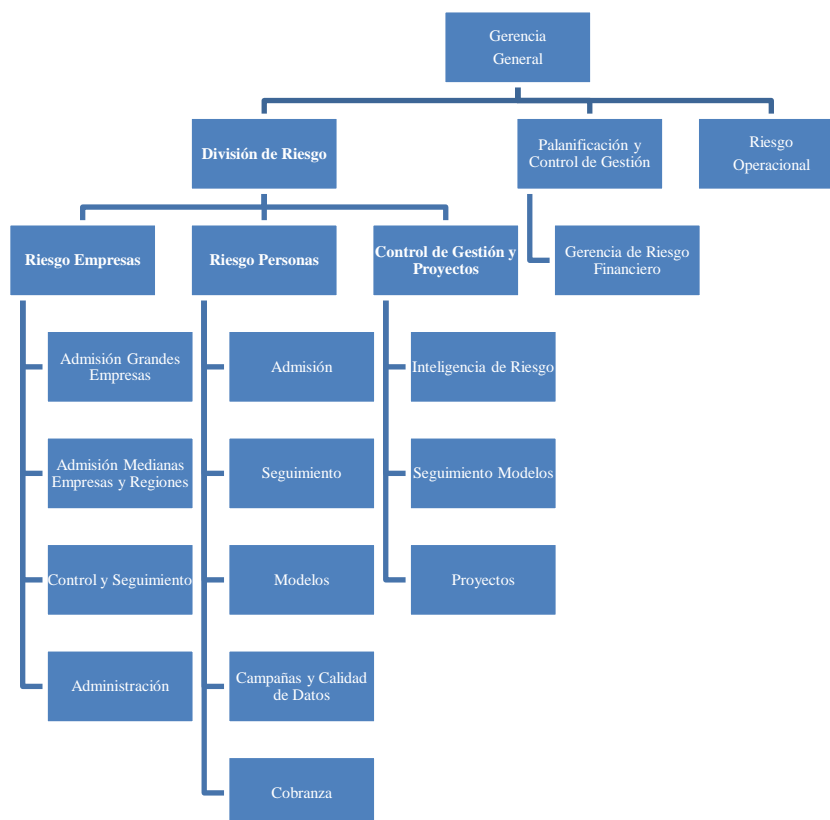 Gerencia
General
División de Riesgo
Palanificación y
Control de Gestión
Riesgo
Operacional
Riesgo Empresas
Riesgo Personas
Control de Gestión y
Proyectos
Gerencia de Riesgo
Financiero
Admisión Grandes
Empresas
Admisión
Inteligencia de Riesgo
Admisión Medianas
Empresas y Regiones
Seguimiento
Seguimiento Modelos
Control y Seguimiento
Modelos
Proyectos
Administración
Campañas y Calidad
de Datos
Cobranza